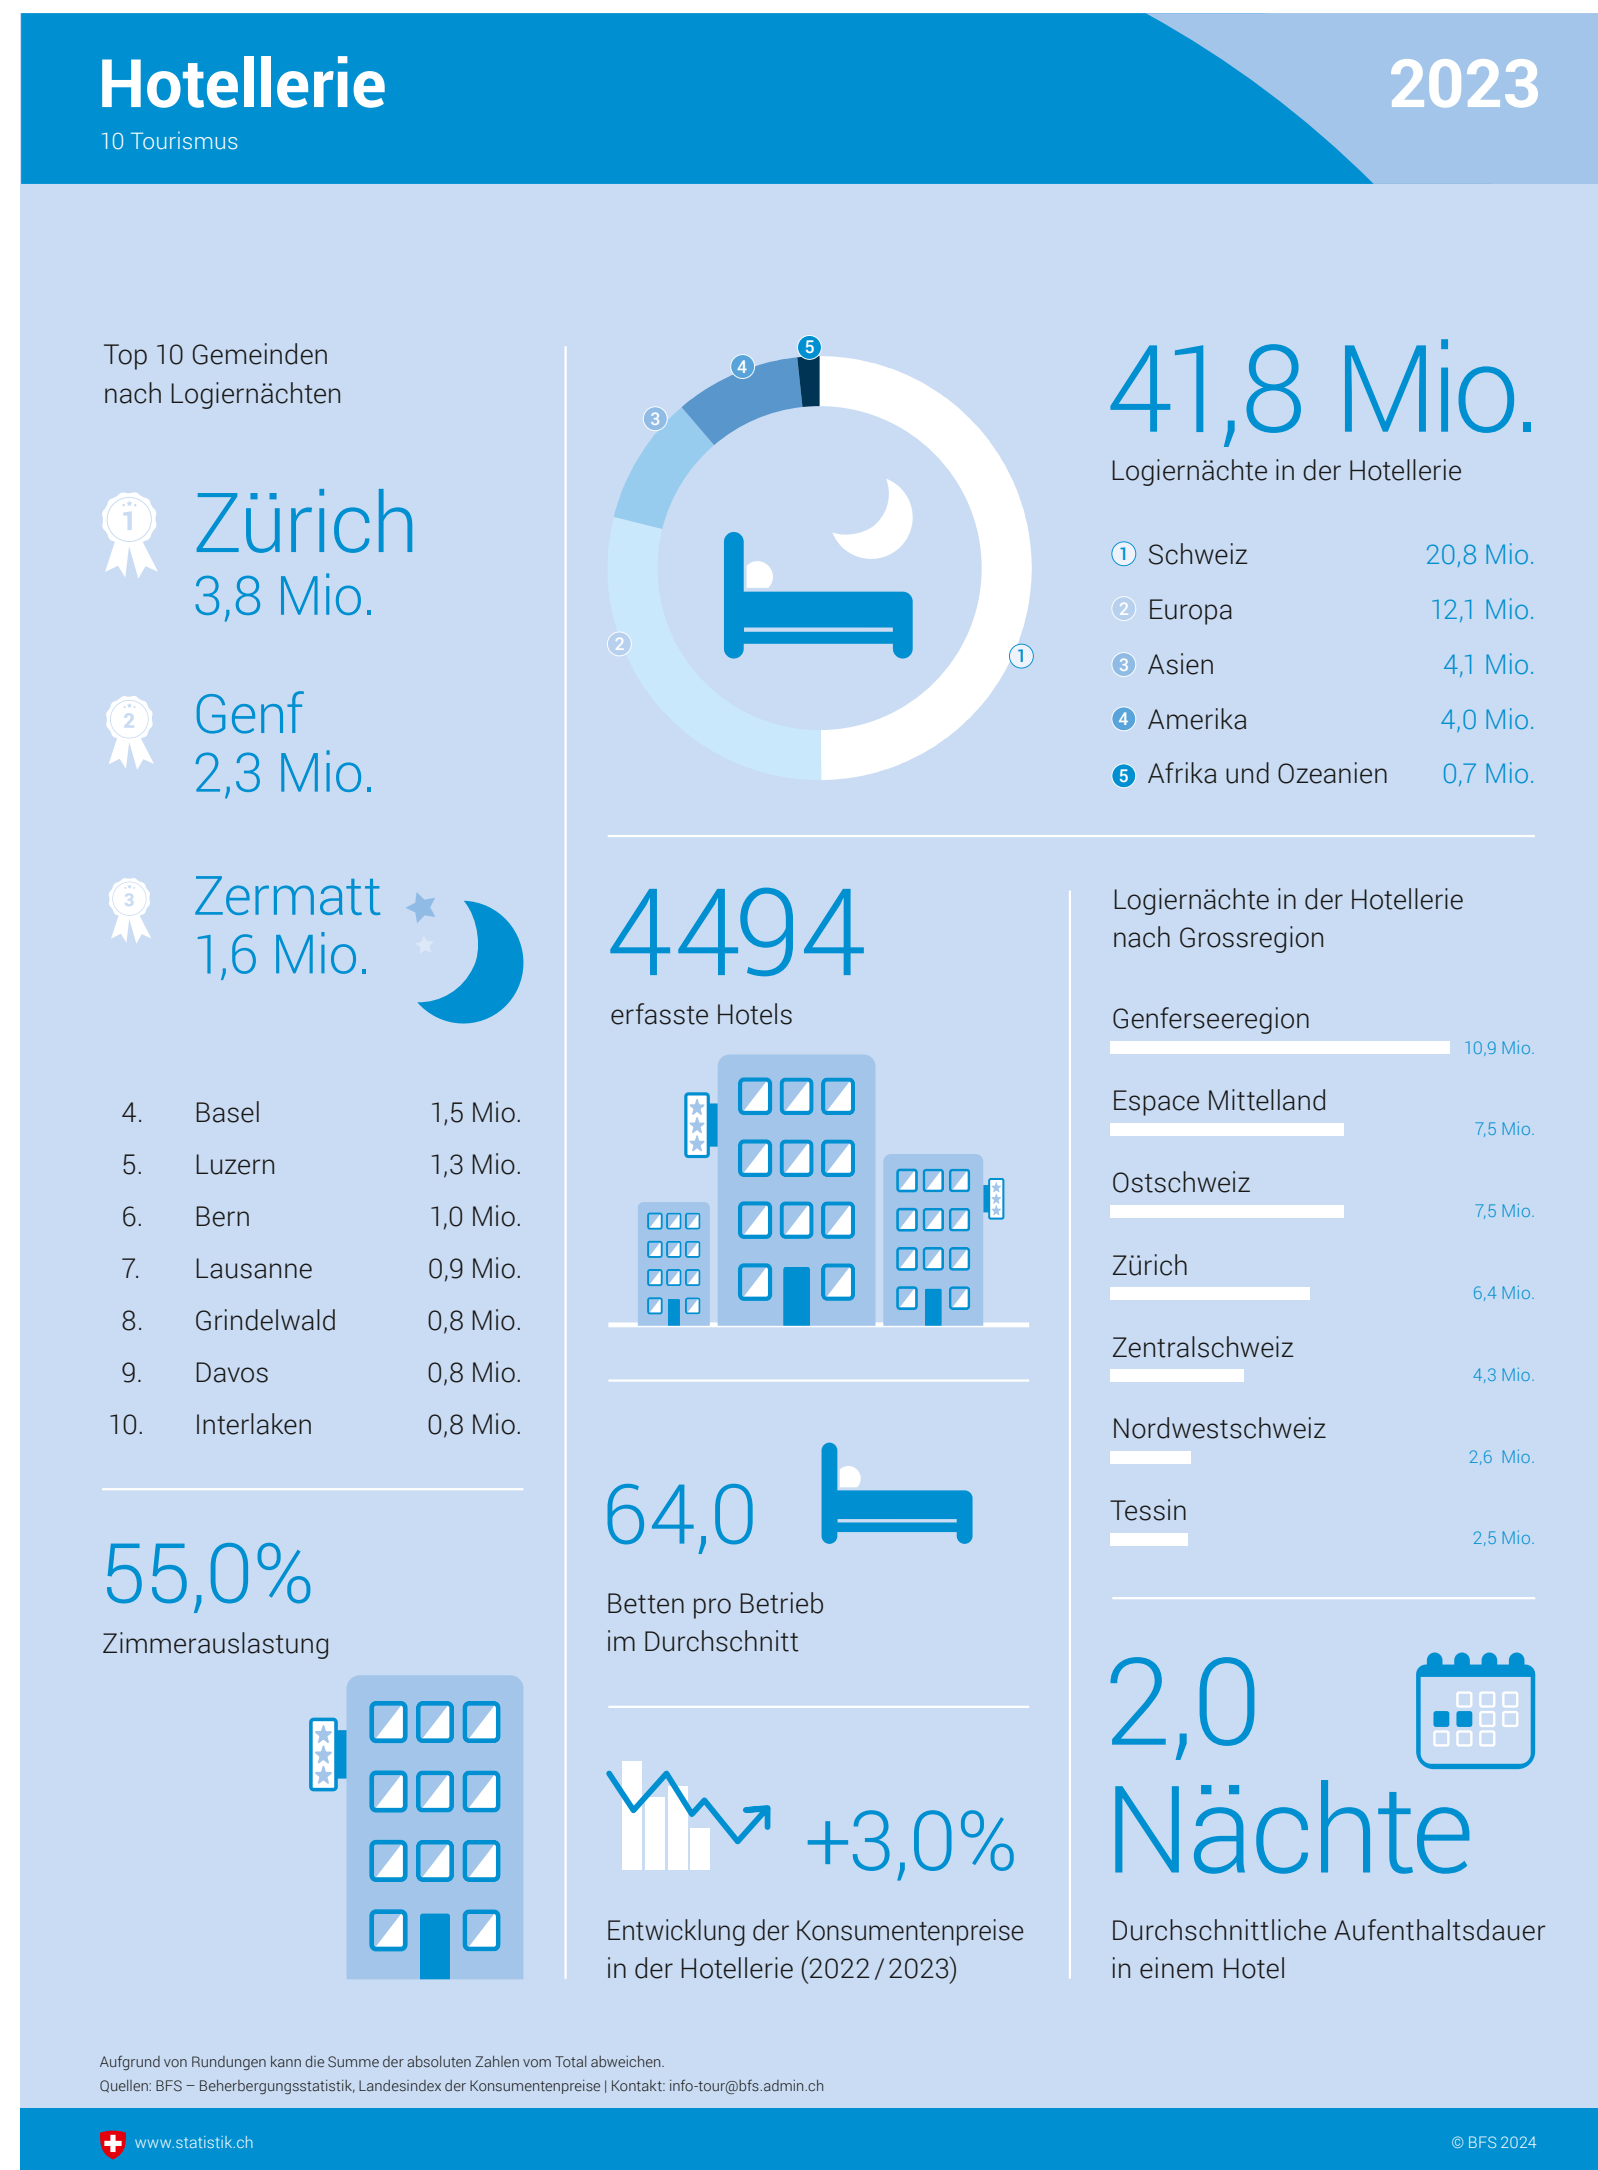 Hotellerie
10 Tourismus
2023
Top 10 Gemeinden
nach Logiernächten
1
Zürich
3,8 Mio.
2
Genf
2,3 Mio.
3
Zermatt
1,6 Mio.
4. Basel 1,5 Mio.
5. Luzern 1,3 Mio.
6. Bern 1,0 Mio.
7. Lausanne 0,9 Mio.
8. Grindelwald 0,8 Mio.
9. Davos 0,8 Mio.
10. Interlaken 0,8 Mio.
55,0%
Zimmerauslastung
5
4
3
2
1
41,8 Mio.
Logiernächte in der Hotellerie
1 Schweiz 20,8 Mio.
2 Europa 12,1 Mio.
3 Asien 4,1 Mio.
4 Amerika 4,0 Mio.
5 Afrika und Ozeanien 0,7 Mio.
4494
erfasste Hotels
64,0
Betten pro Betrieb
im Durchschnitt
+3,0%
Entwicklung der Konsumentenpreise
in der Hotellerie (2022/2023)
Logiernächte in der Hotellerie
nach Grossregion
Genferseeregion
10,9 Mio.
Espace Mittelland
7,5 Mio.
Ostschweiz
7,5 Mio.
Zürich
6,4 Mio.
Zentralschweiz
4,3 Mio.
Nordwestschweiz
2,6 Mio.
Tessin
2,5 Mio.
2,0
Nächte
Durchschnittliche Aufenthaltsdauer
in einem Hotel
Aufgrund von Rundungen kann die Summe der absoluten Zahlen vom Total abweichen.
Quellen: BFS – Beherbergungsstatistik, Landesindex der Konsumentenpreise | Kontakt: info-tour@bfs.admin.ch
www.statistik.ch
© BFS 2024